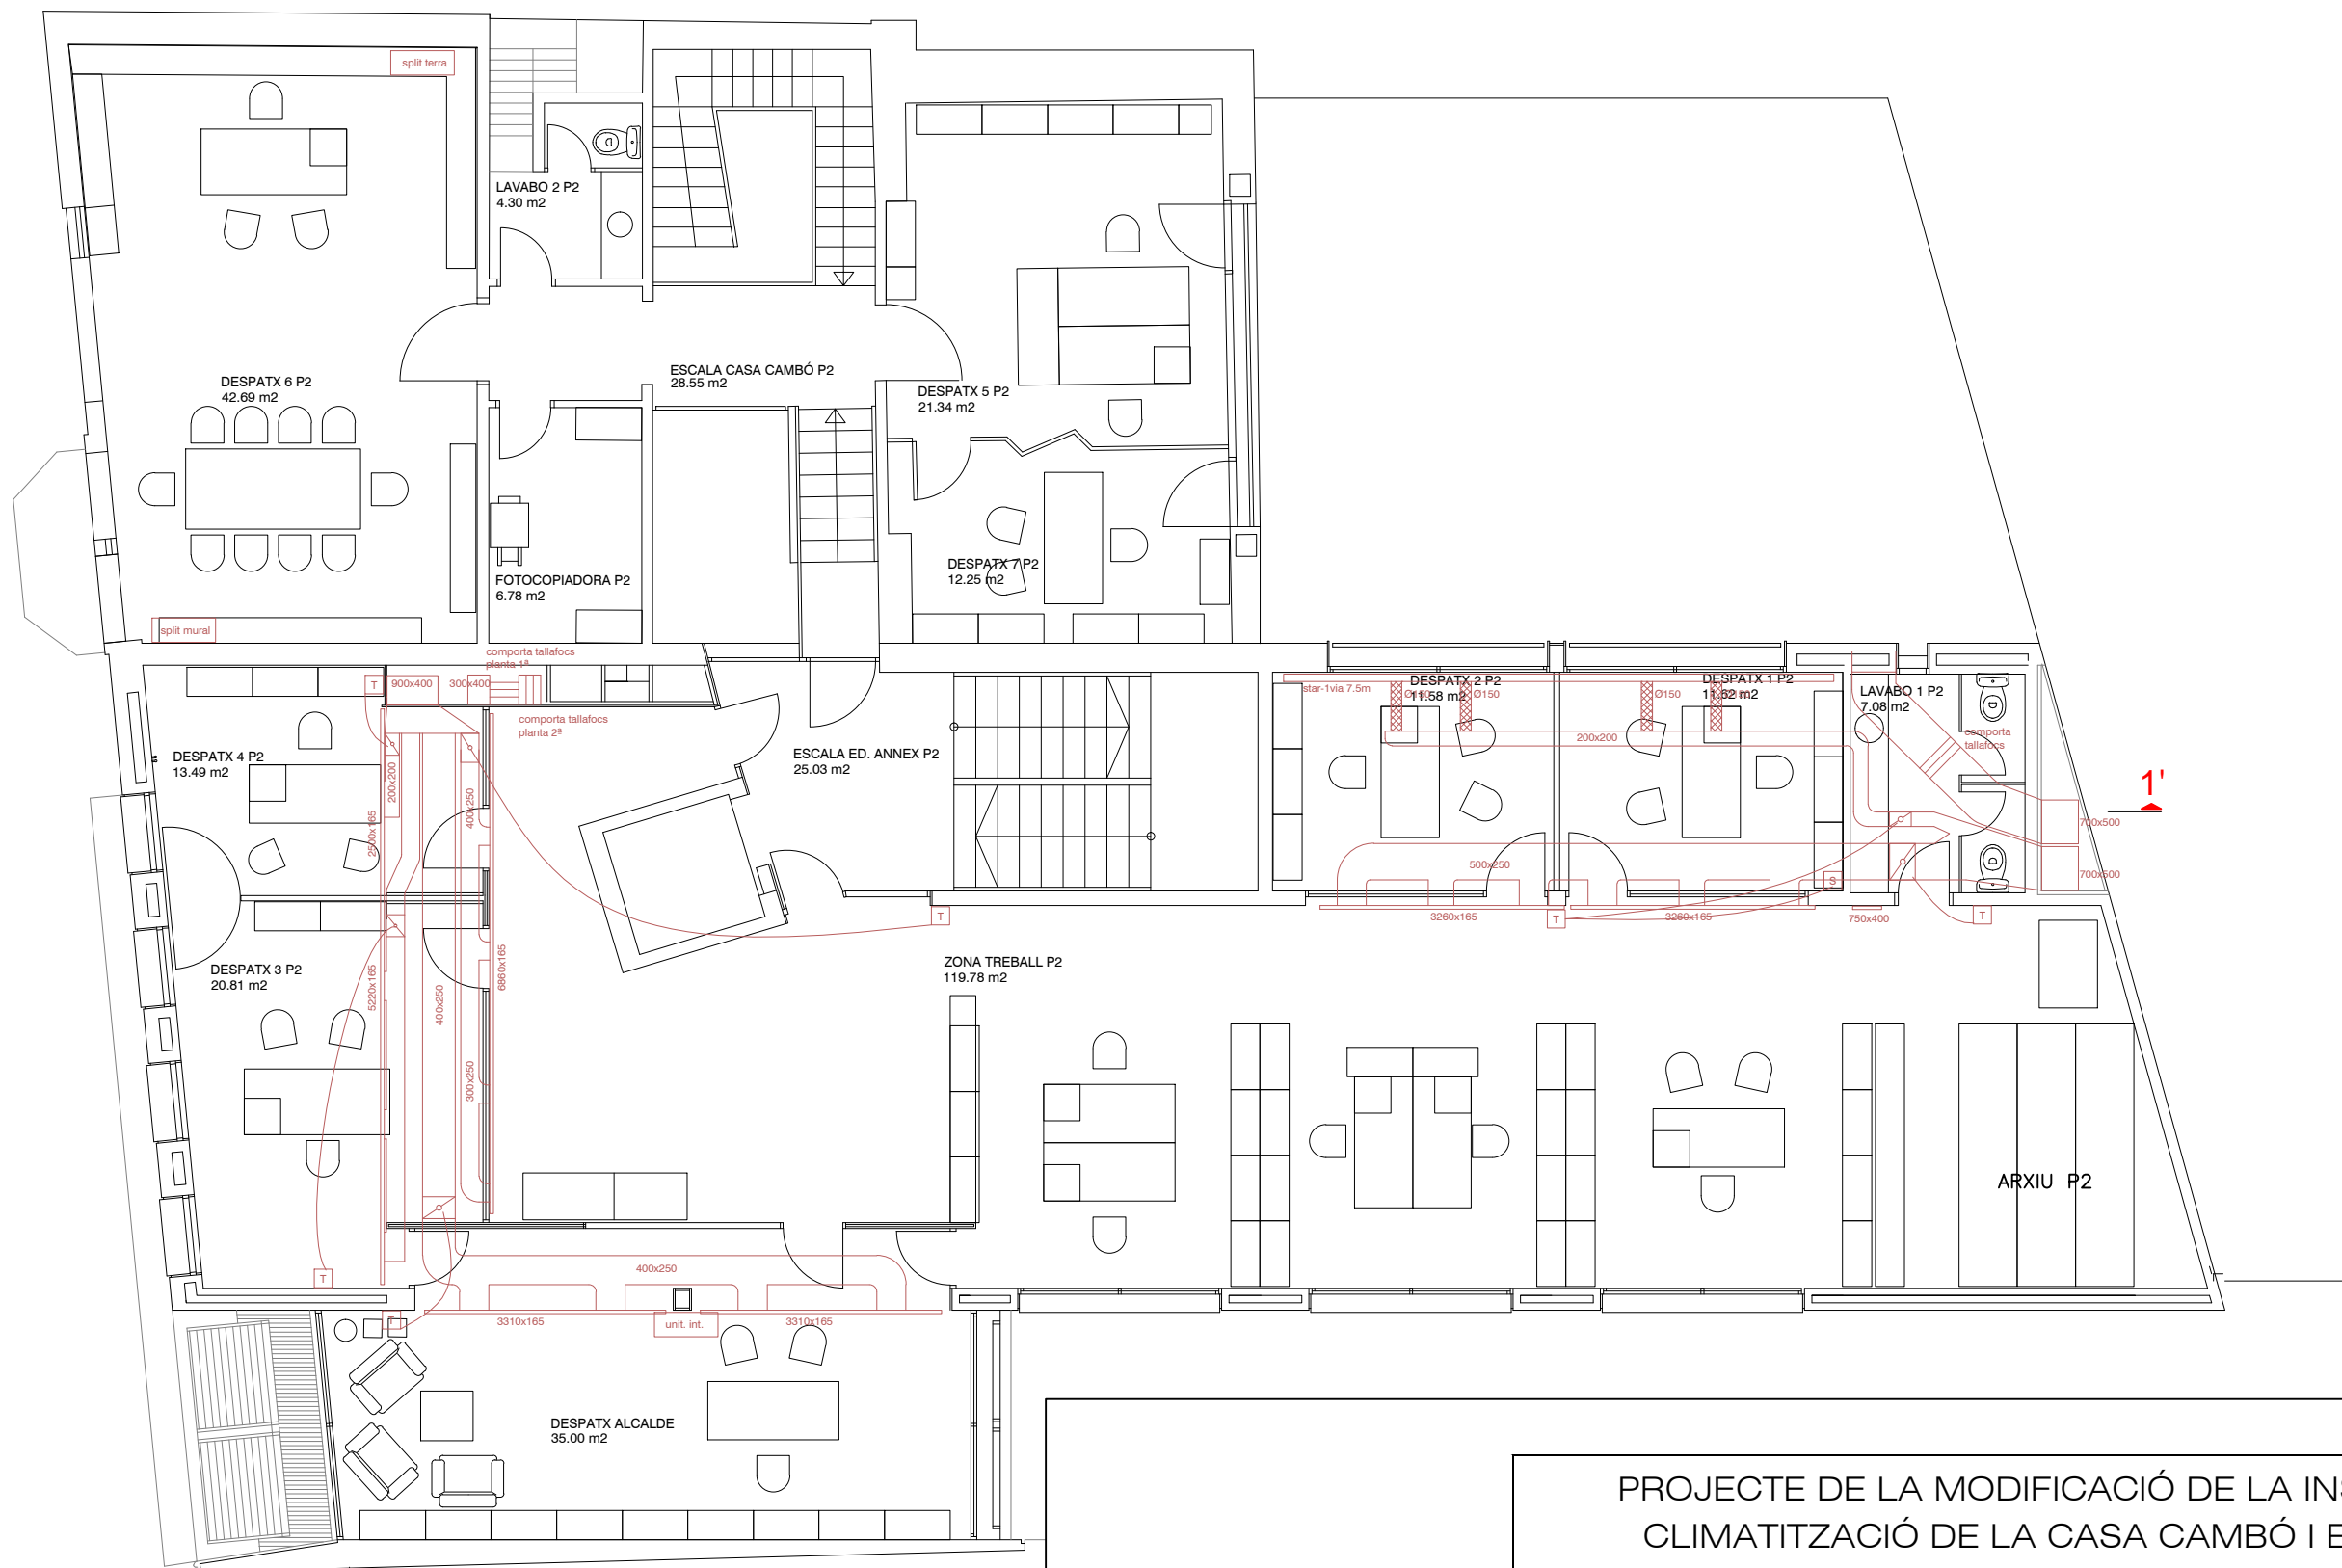 split terra
LAVABO 2 P2
4.30 m2
DESPATX 6 P2
42.69 m2
ESCALA CASA CAMBÓ P2
28.55 m2
DESPATX 5 P2
21.34 m2
DESPATX 7 P2
12.25 m2
FOTOCOPIADORA P2
6.78 m2
split mural
comporta tallafocs
planta 1ª
T
900x400
300x400
comporta tallafocs
planta 2ª
DESPATX 4 P2
13.49 m2
200x200
400x250
2500x165
ESCALA ED. ANNEX P2
25.03 m2
star-1via 7.5m
DESPATX 2 P2
11.58 m2
Ø150
Ø150
Ø150
DESPATX 1 P2
11.62 m2
200x200
LAVABO 1 P2
7.08 m2
comporta
tallafocs
1'
700x500
700x500
500x250
S
3260x165
T
3260x165
750x400
T
T
DESPATX 3 P2
20.81 m2
5220x165
400x250
6860x165
300x250
ZONA TREBALL P2
119.78 m2
ARXIU P2
T
400x250
T
3310x165
unit. int.
3310x165
DESPATX ALCALDE
35.00 m2
PROJECTE DE LA MODIFICACIÓ DE LA
CLIMATITZACIÓ DE LA CASA CAMBÓ I